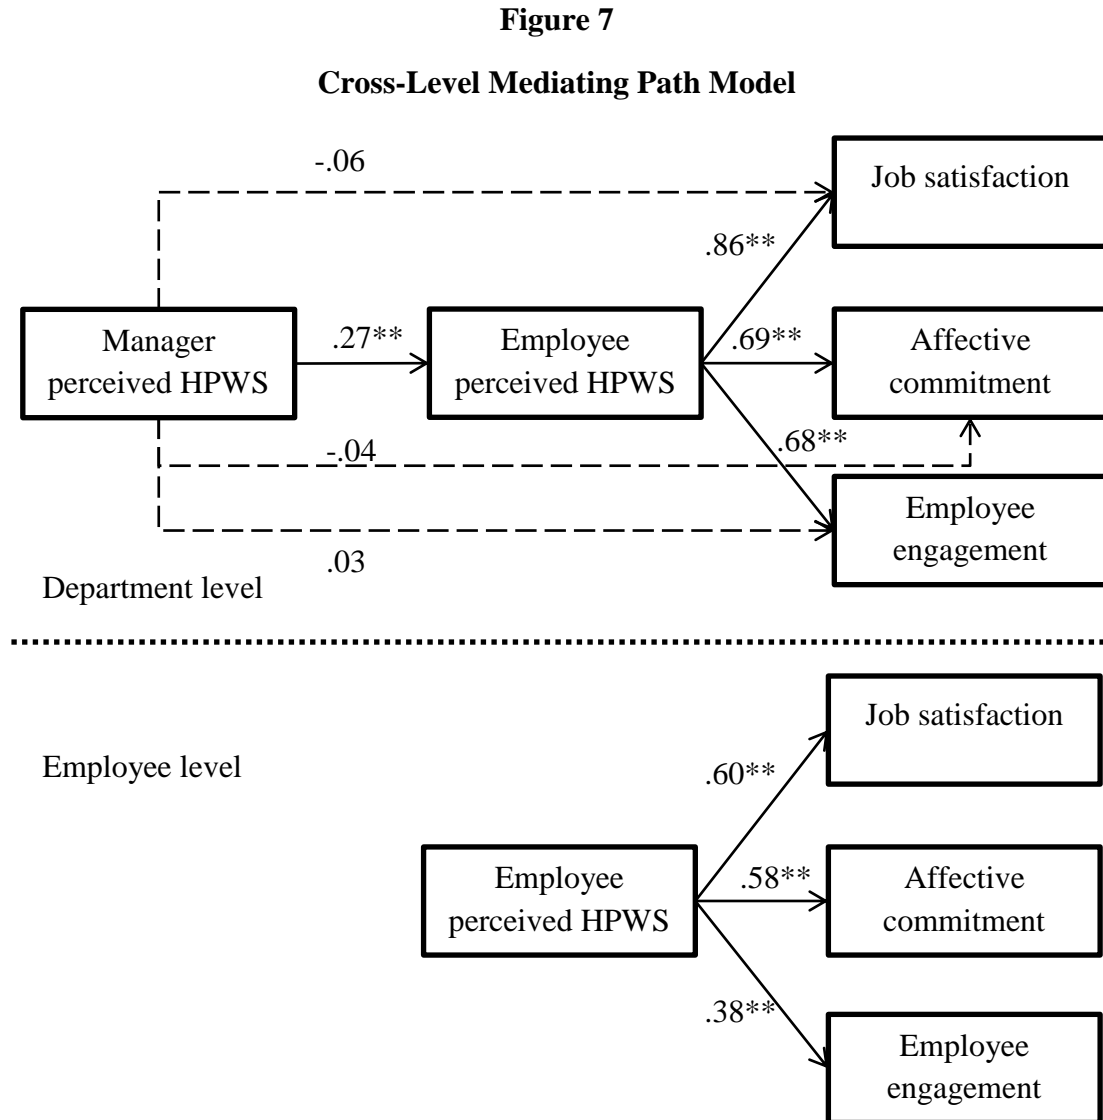 Figure 7
Cross-Level Mediating Path Model
-.06
Job satisfaction
.86**
Manager
perceived HPWS
.27**
Employee
perceived HPWS
.69**
Affective
commitment
-.04
.68**
.03
Employee
engagement
Department level
Job satisfaction
Employee level
.60**
Employee
perceived HPWS
.58**
Affective
commitment
.38**
Employee
engagement